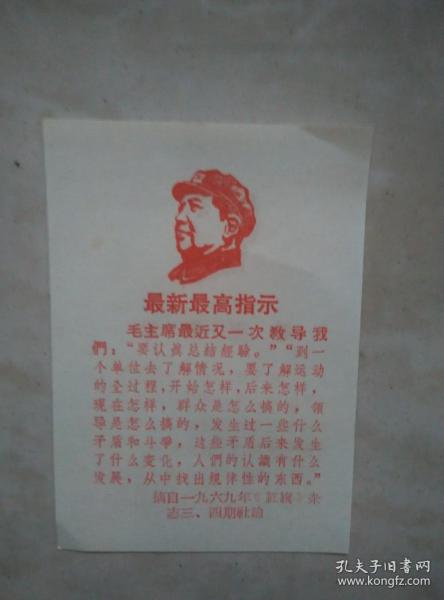 最新最高指示
毛主席最近又一次教导我
們：“要认真总结經驗。”“到一
个单位去了解情况，要了解运动
的全过程，开始怎样，后来怎样，
现在怎样，群众是怎么搞的，领
导是怎么搞的，发生过一些什么
矛盾和斗爭，这些矛盾后来发生
了什么变化，人們的认識有什么
发展，从中找出规律性的东西。”
摘自一九六九年《紅旗》杂
志三、四期社論
孔夫子旧书网
www.kongfz.com